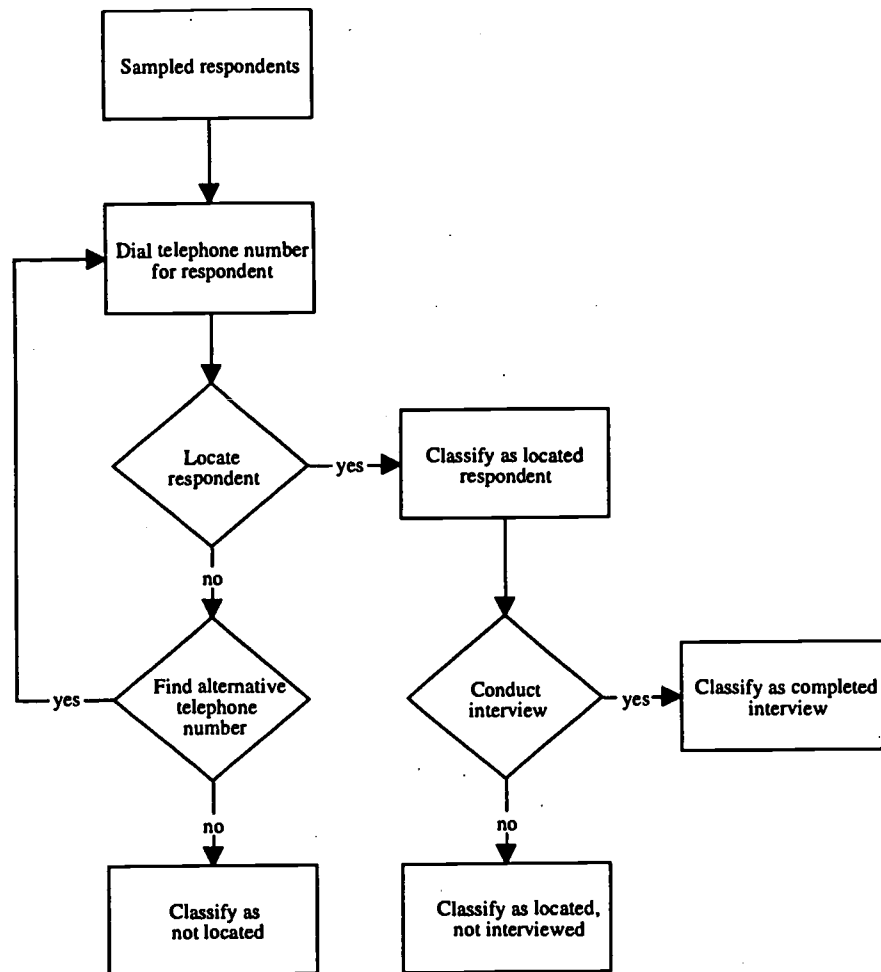 Sampled respondents
Dial telephone number
for respondent
Locate
respondent
yes
Classify as located
respondent
no
yes
Find alternative
telephone
number
Conduct
interview
yes
Classify as completed
interview
no
no
Classify as
not located
Classify as located,
not interviewed